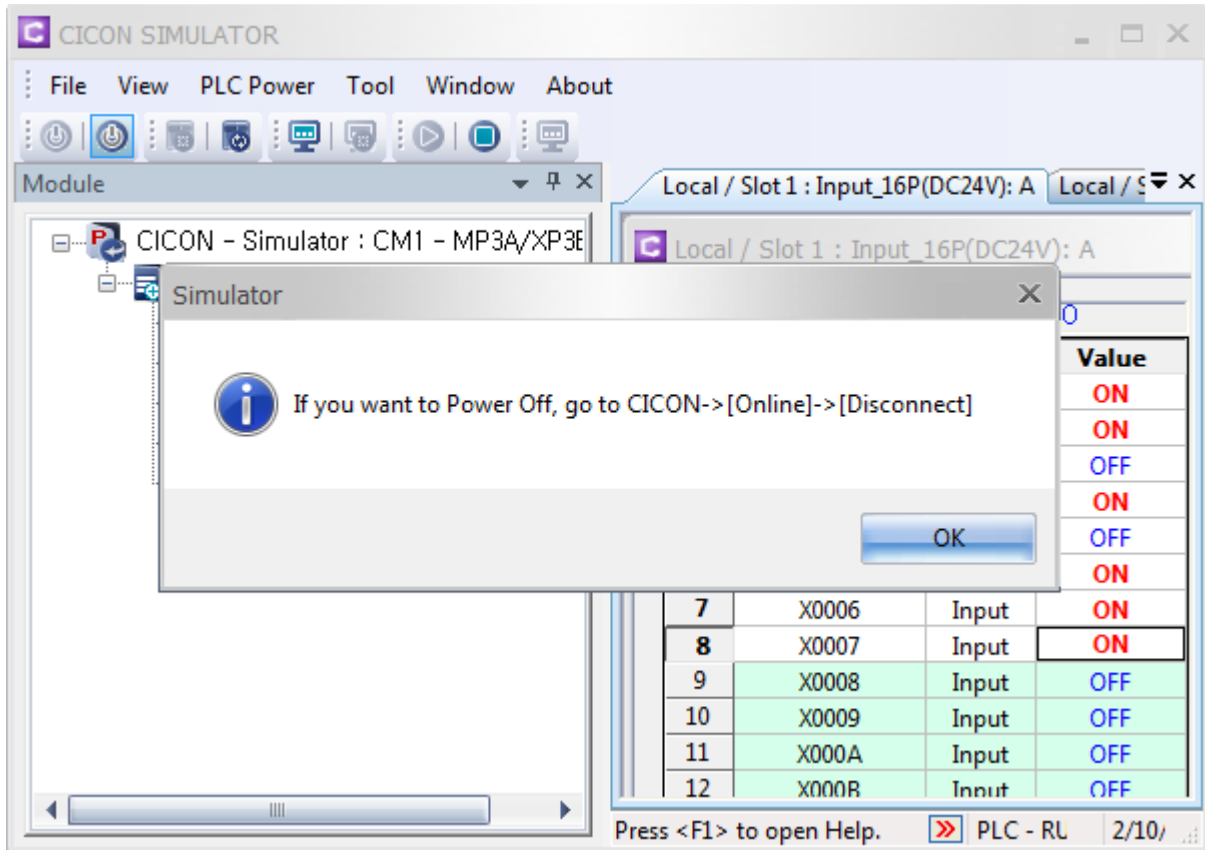 CICON SIMULATOR
File View PLC Power Tool Window About
Module
Local / Slot 1 : Input_16P(DC24V): A Local / S
CICON - Simulator : CM1 - MP3A/XP3E
Local / Slot 1 : Input_16P(DC24V): A
Simulator
If you want to Power Off, go to CICON->[Online]->[Disconnect]
OK
Value
ON
ON
OFF
ON
OFF
ON
7 X0006 Input ON
8 X0007 Input ON
9 X0008 Input OFF
10 X0009 Input OFF
11 X000A Input OFF
12 X000B Input OFF
Press <F1> to open Help. PLC - RU 2/10/